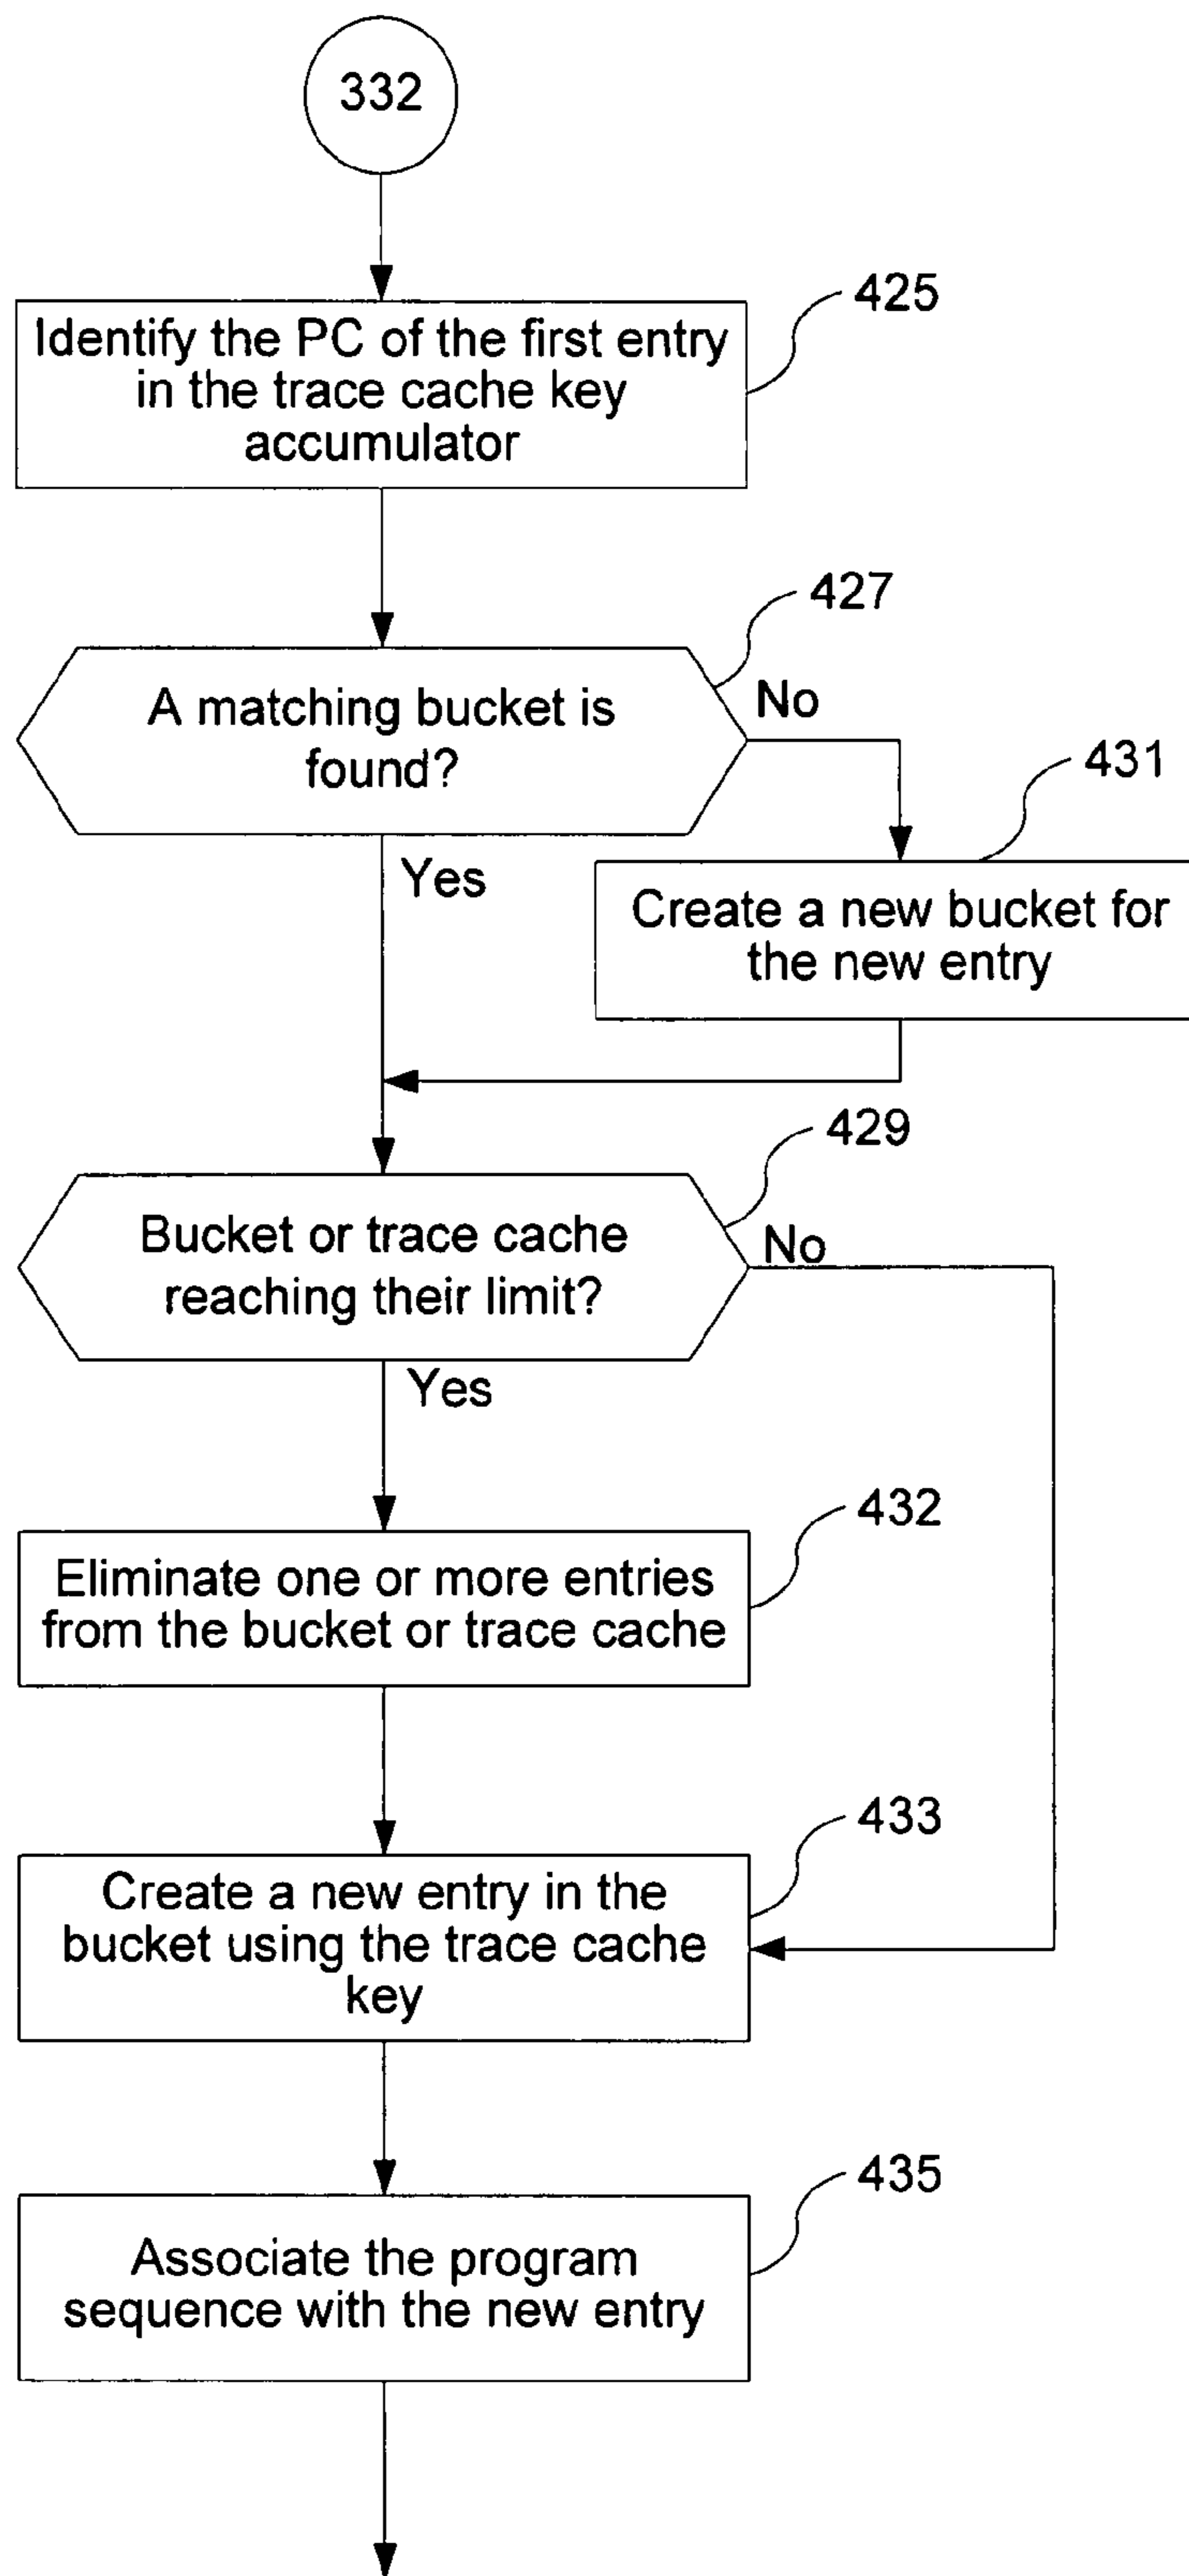 332
425
Identify the PC of the first entry
in the trace cache key
accumulator
427
A matching bucket is
found?
No
431
Yes
Create a new bucket for
the new entry
429
Bucket or trace cache
reaching their limit?
No
Yes
432
Eliminate one or more entries
from the bucket or trace cache
433
Create a new entry in the
bucket using the trace cache
key
435
Associate the program
sequence with the new entry